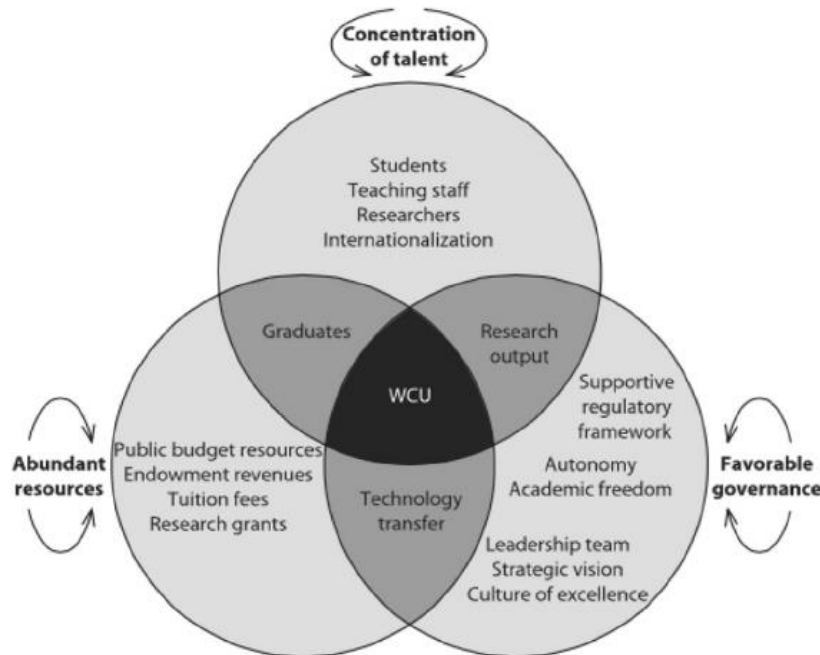 Concentration
of talent
Students
Teaching staff
Researchers
Internationalization
Graduates
Research
output
WCU
Supportive
regulatory
framework
Abundant
resources
Public budget resources
Endowment revenues
Tuition fees
Research grants
Technology
transfer
Autonomy
Academic freedom
Favorable
governance
Leadership team
Strategic vision
Culture of excellence